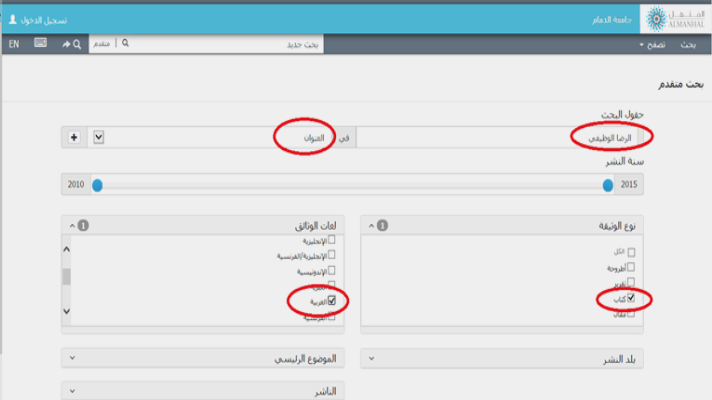 المنهل
ALMANHAL
جامعة الدمام
تسجيل الدخول
بحث
تصفح
بحث جديد
متقدم
EN
بحث متقدم
حقول البحث
الرضا الوظيفي
في
العنوان
سنة النشر
2015
2010
نوع الوثيقة
1
الكل
أطروحة
تقرير
كتاب
مقال
لغات الوثائق
1
الإنجليزية
الإنجليزية/الفرنسية
الإندونيسية
العربية
الفرنسية
بلد النشر
الموضوع الرئيسي
الناشر